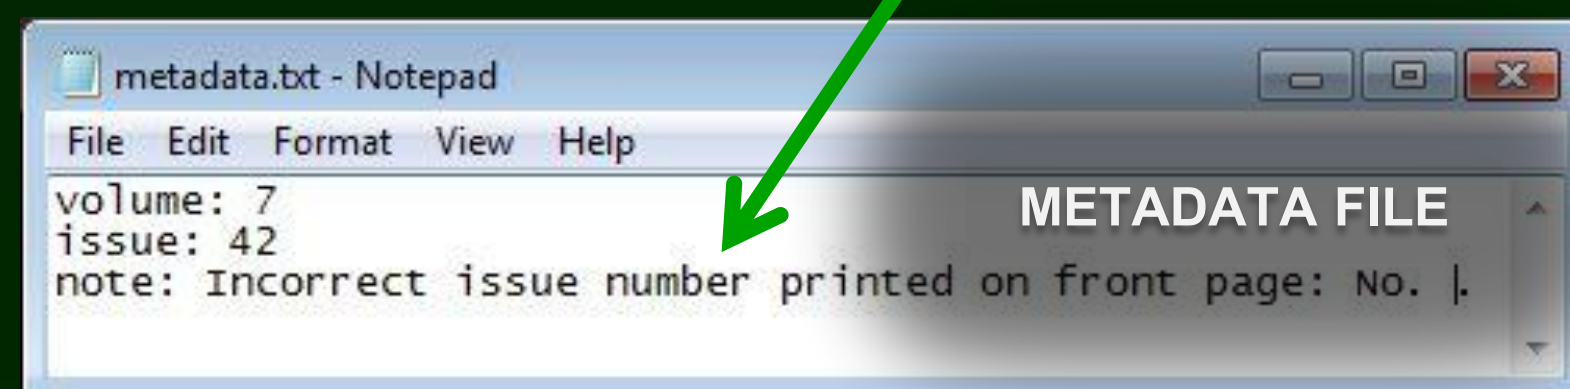 metadata.txt - Notepad
File Edit Format View Help
METADATA FILE
volume: 7
issue: 42
note: Incorrect issue number printed on front page: No. .